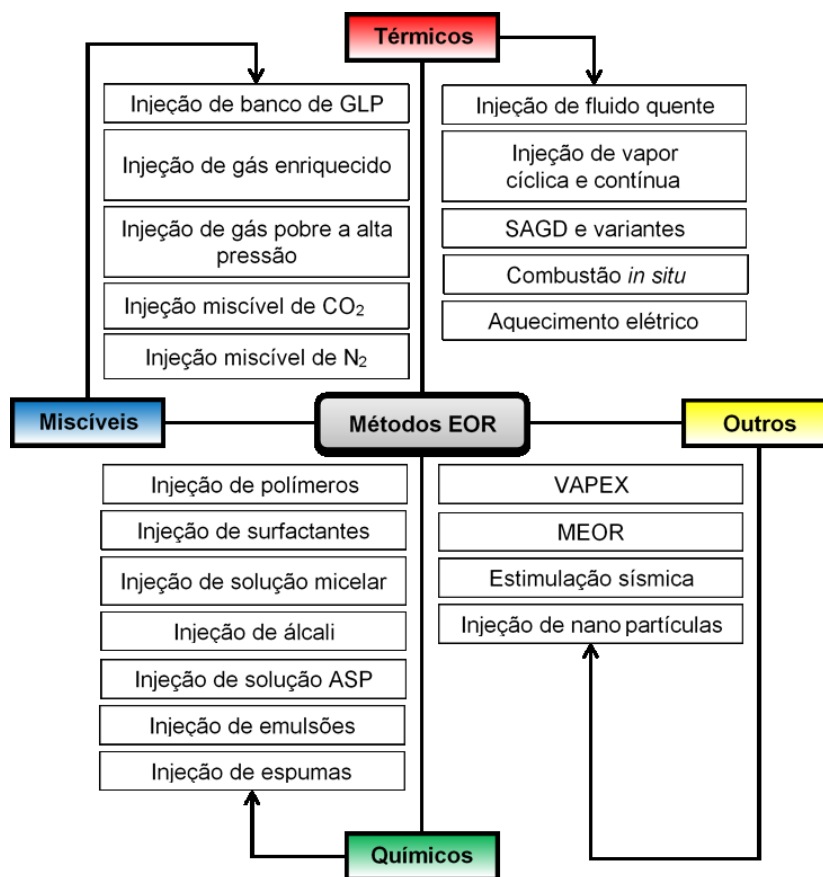 Térmicos
Injeção de banco de GLP
Injeção de gás enriquecido
Injeção de gás pobre a alta
pressão
Injeção miscível de CO₂
Injeção miscível de N₂
Injeção de fluido quente
Injeção de vapor
cíclica e contínua
SAGD e variantes
Combustão in situ
Aquecimento elétrico
Miscíveis
Métodos EOR
Outros
Injeção de polímeros
Injeção de surfactantes
Injeção de solução micelar
Injeção de álcali
Injeção de solução ASP
Injeção de emulsões
Injeção de espumas
VAPEX
MEOR
Estimulação sísmica
Injeção de nano partículas
Químicos